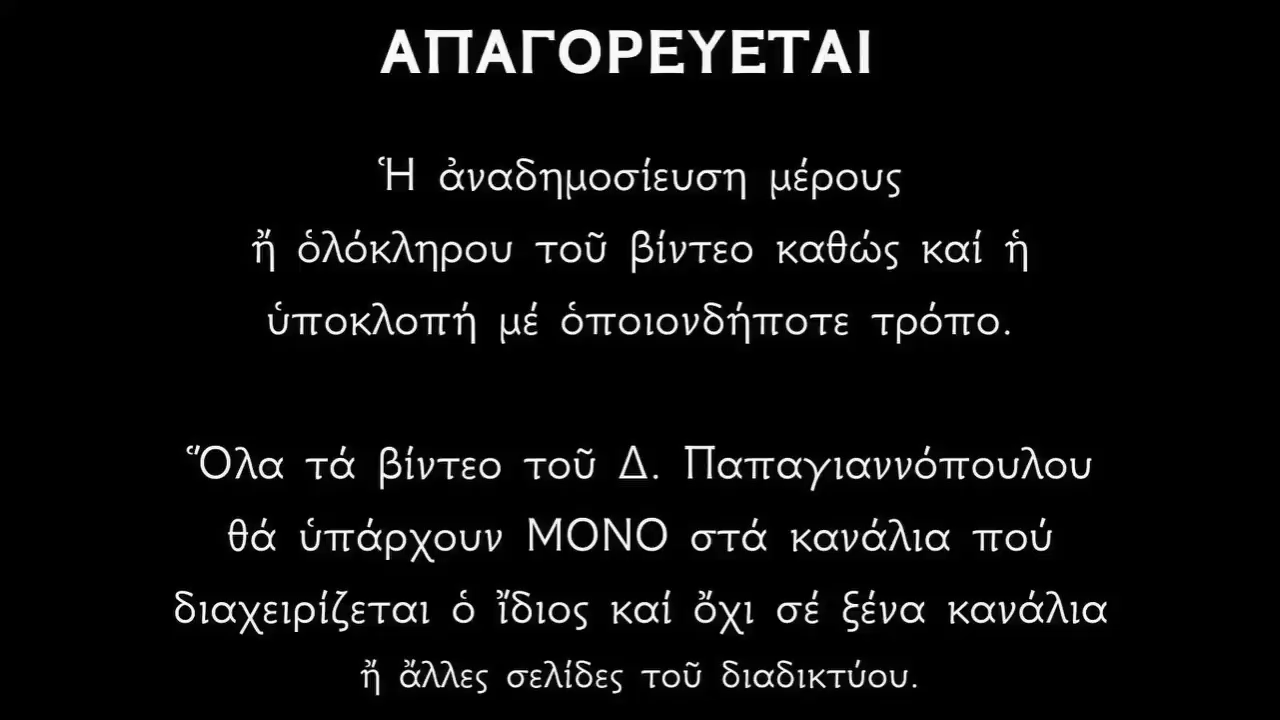 ΑΠΑΓΟΡΕΥΕΤΑΙ
Ἡ ἀναδημοσίευση μέρους
ἤ ὁλόκληρου τοῦ βίντεο καθώς καί ἡ
ὑποκλοπή μέ ὁποιονδήποτε τρόπο.
Ὅλα τά βίντεο τοῦ Δ. Παπαγιαννόπουλου
θά ὑπάρχουν ΜΟΝΟ στά κανάλια πού
διαχειρίζεται ὁ ἴδιος καί ὄχι σέ ξένα κανάλια
ἤ ἄλλες σελίδες τοῦ διαδικτύου.